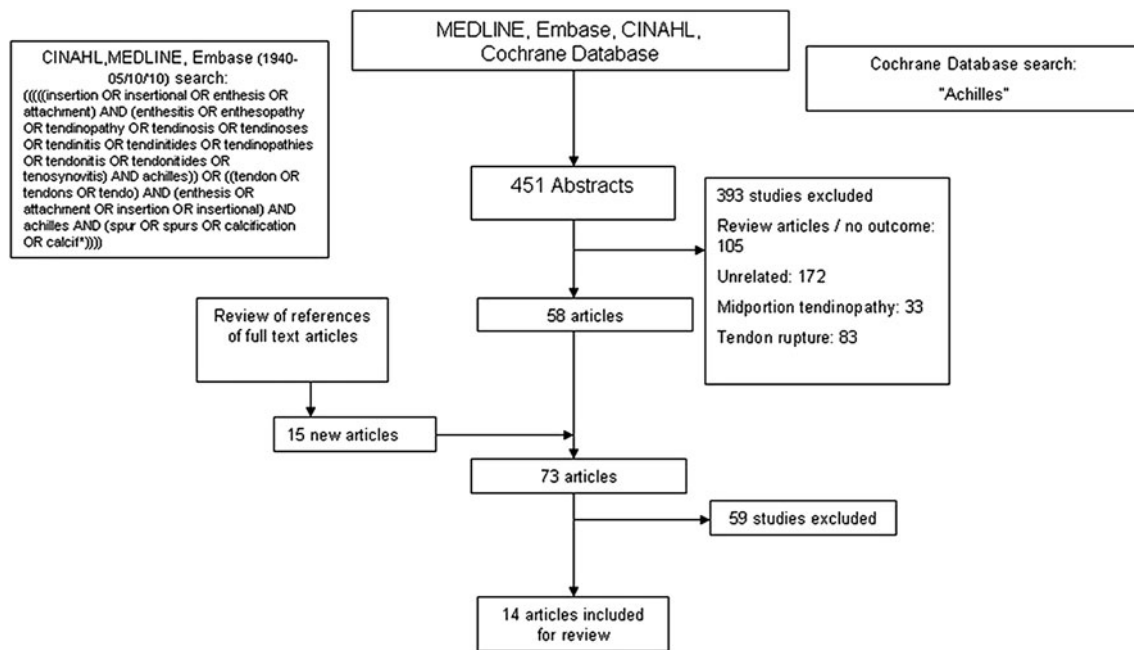 MEDLINE, Embase, CINAHL,
Cochrane Database
CINAHL,MEDLINE, Embase (1940-
05/10/10) search:
(((((insertion OR insertional OR enthesis OR
attachment) AND (enthesitis OR enthesopathy
OR tendinopathy OR tendinosis OR tendinoses
OR tendinitis OR tendinitides OR tendinopathies
OR tendonitis OR tendonitides OR
tenosynovitis) AND achilles)) OR ((tendon OR
tendons OR tendo) AND (enthesis OR
attachment OR insertion OR insertional) AND
achilles AND (spur OR spurs OR calcification
OR calcif*))))
Cochrane Database search:
"Achilles"
451 Abstracts
393 studies excluded
Review articles / no outcome:
105
Unrelated: 172
Midportion tendinopathy: 33
Tendon rupture: 83
58 articles
Review of references
of full text articles
15 new articles
73 articles
59 studies excluded
14 articles included
for review